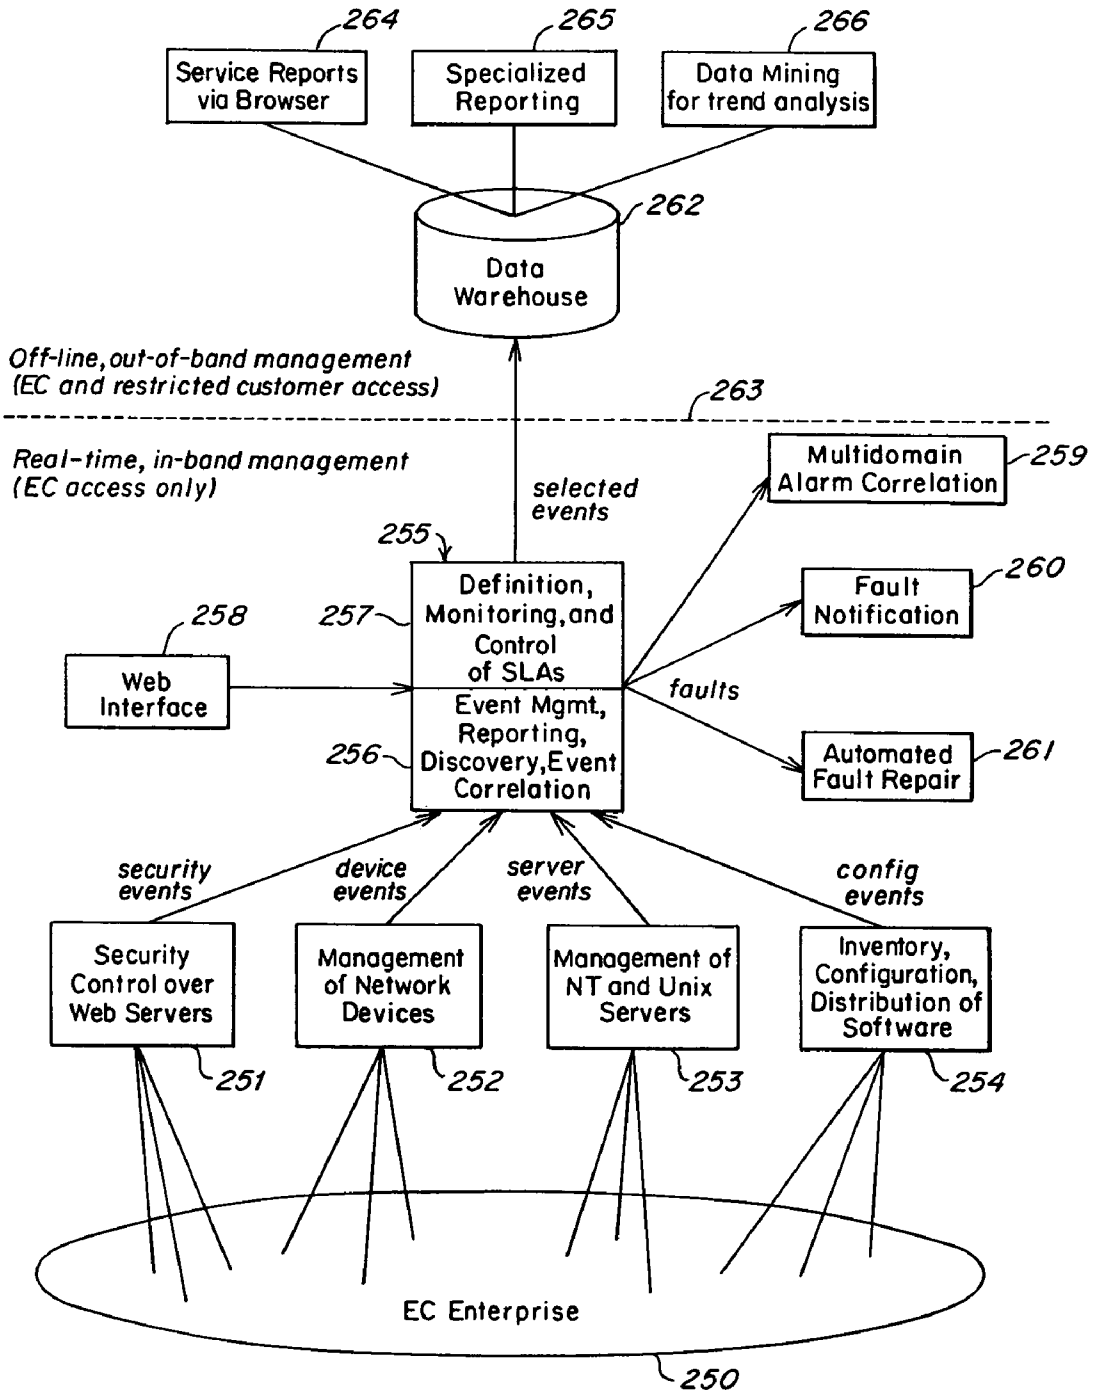 264
265
266
Service Reports
via Browser
Specialized
Reporting
Data Mining
for trend analysis
262
Data
Warehouse
Off-line, out-of-band management
(EC and restricted customer access)
263
Real-time, in-band management
(EC access only)
Multidomain
Alarm Correlation
259
selected
events
255
Definition,
Monitoring, and
Control
of SLAs
257
260
Fault
Notification
258
Web
Interface
faults
Event Mgmt,
Reporting,
Discovery, Event
Correlation
256
261
Automated
Fault Repair
security
events
device
events
server
events
config
events
Security
Control over
Web Servers
Management
of Network
Devices
Management of
NT and Unix
Servers
Inventory,
Configuration,
Distribution of
Software
251
252
253
254
EC Enterprise
250